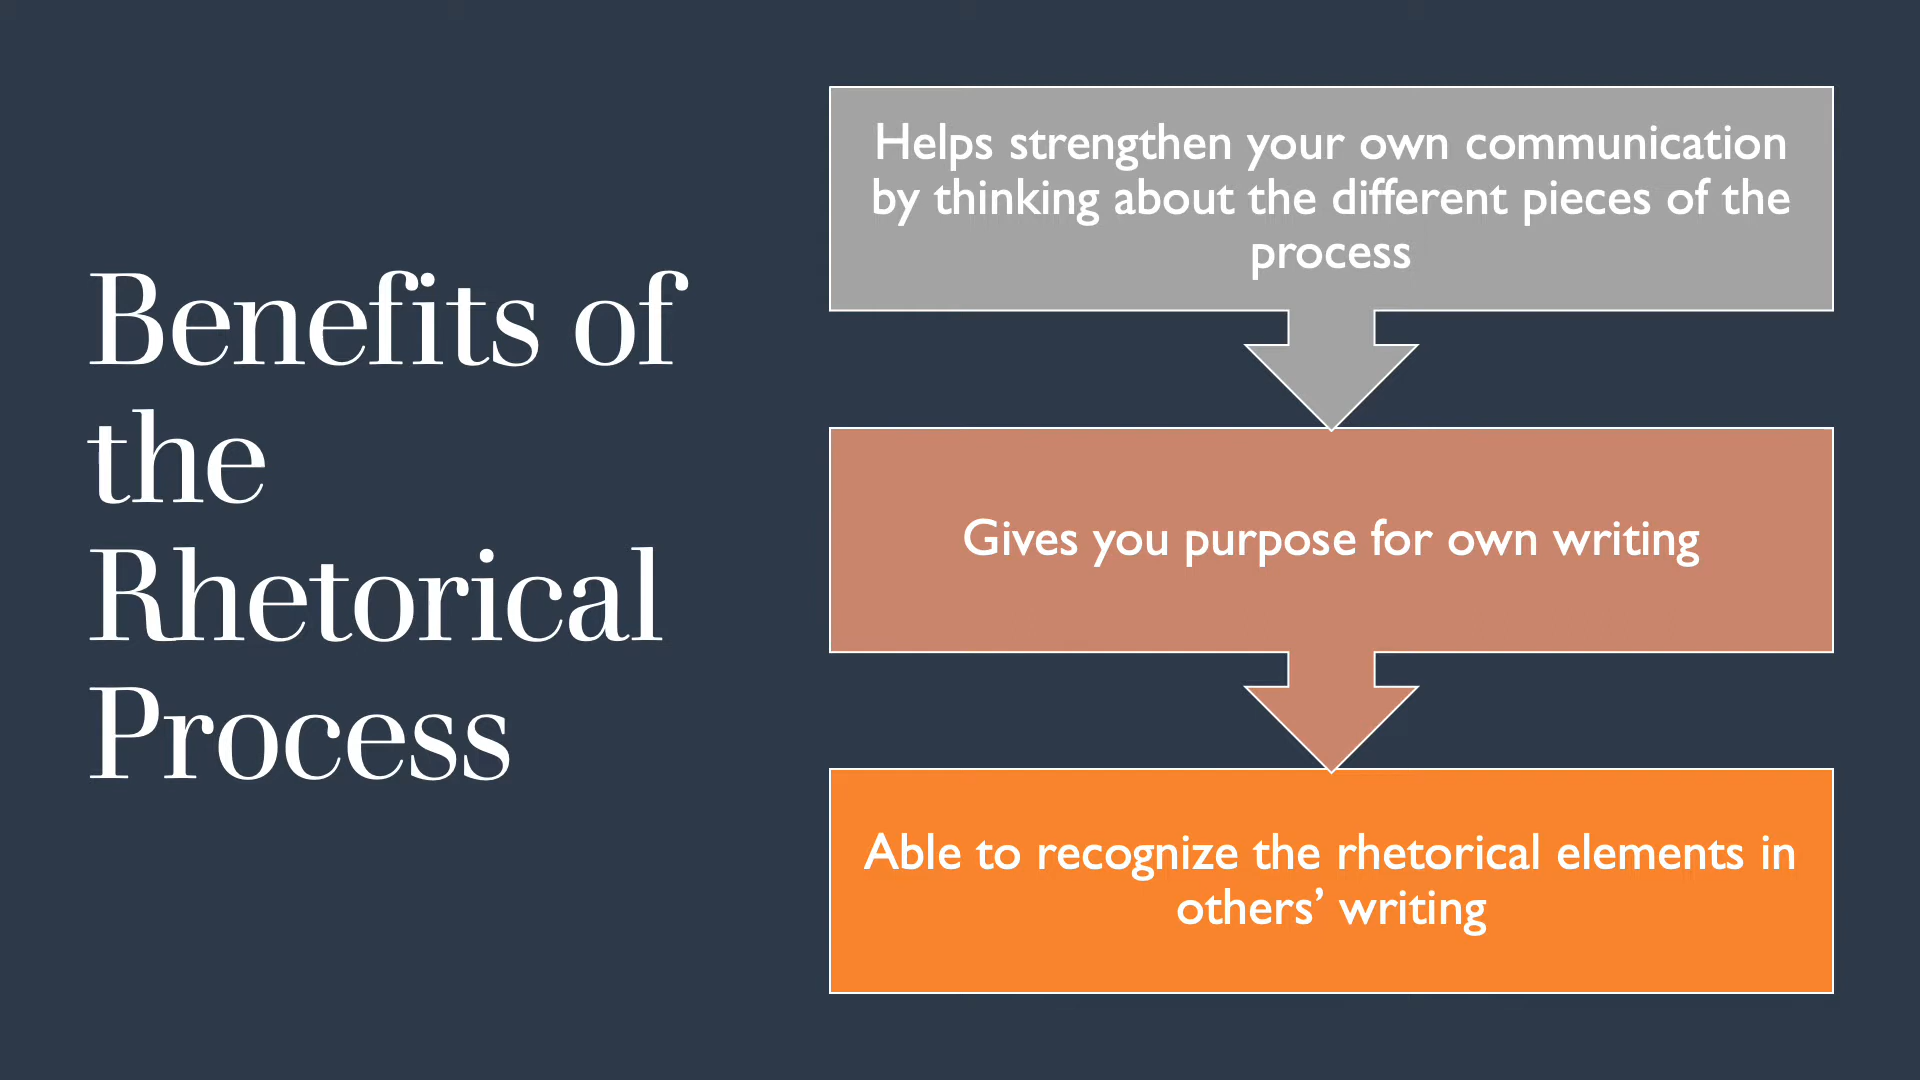 Benefits of
the
Rhetorical
Process
Helps strengthen your own communication
by thinking about the different pieces of the
process
Gives you purpose for own writing
Able to recognize the rhetorical elements in
others’ writing